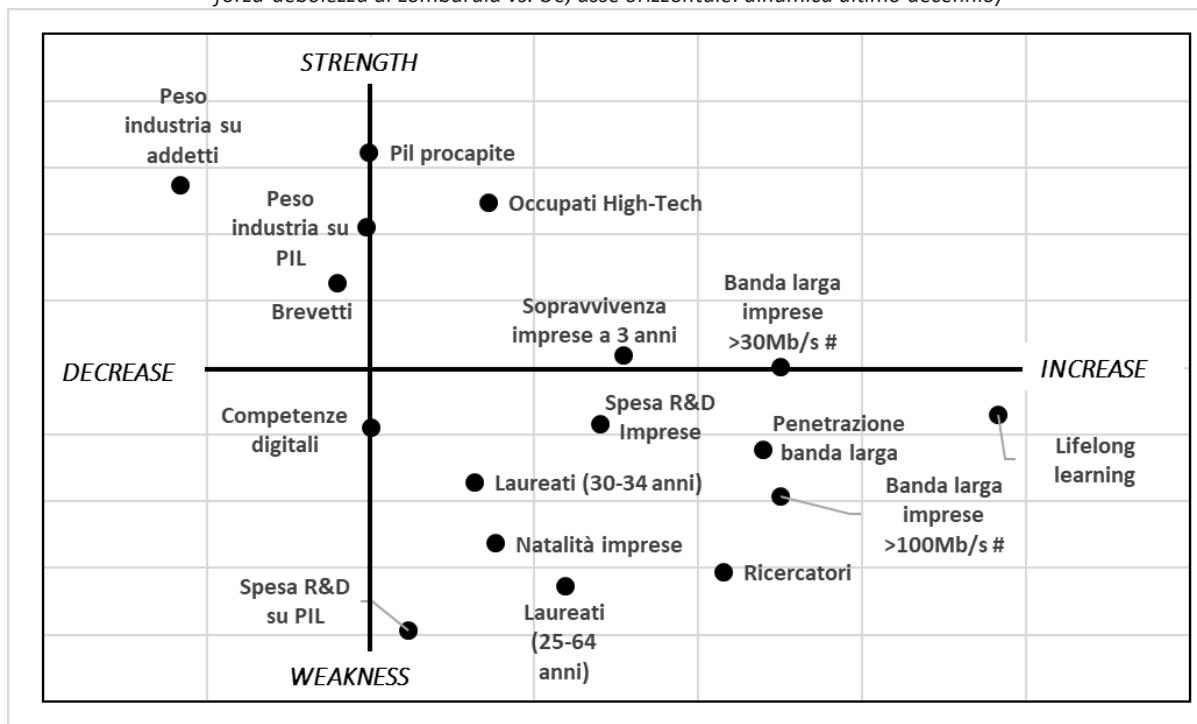 forza-debolezza di Lombardia vs. Ue, asse orizzontale: dinamica ultimo decennio)
STRENGTH
Peso
industria su
addetti
Pil procapite
Peso
industria su
PIL
Occupati High-Tech
Brevetti
Sopravvivenza
imprese a 3 anni
Banda larga
imprese
>30Mb/s #
DECREASE
INCREASE
Competenze
digitali
Spesa R&D
Imprese
Penetrazione
banda larga
Lifelong
learning
Laureati (30-34 anni)
Banda larga
imprese
>100Mb/s #
Natalità imprese
Ricercatori
Spesa R&D
su PIL
Laureati
(25-64
anni)
WEAKNESS